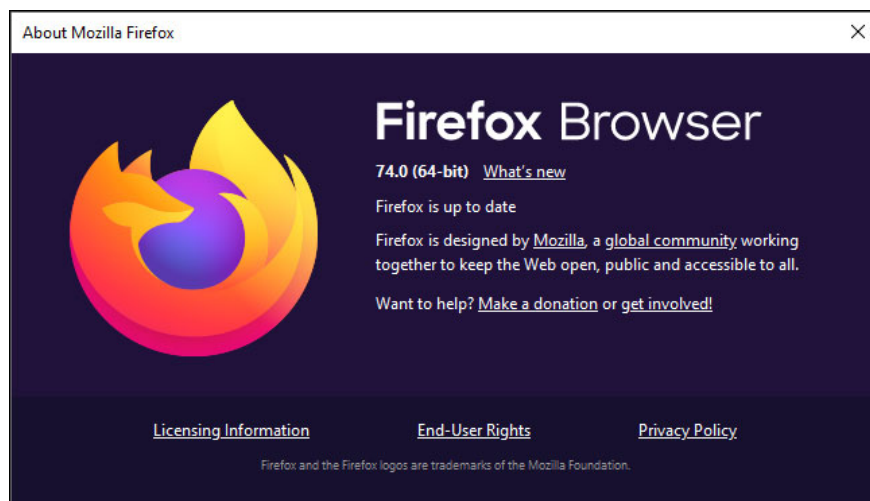 About Mozilla Firefox
Firefox Browser
74.0 (64-bit) What's new
Firefox is up to date
Firefox is designed by Mozilla, a global community working
together to keep the Web open, public and accessible to all.
Want to help? Make a donation or get involved!
Licensing Information End-User Rights Privacy Policy
Firefox and the Firefox logos are trademarks of the Mozilla Foundation.